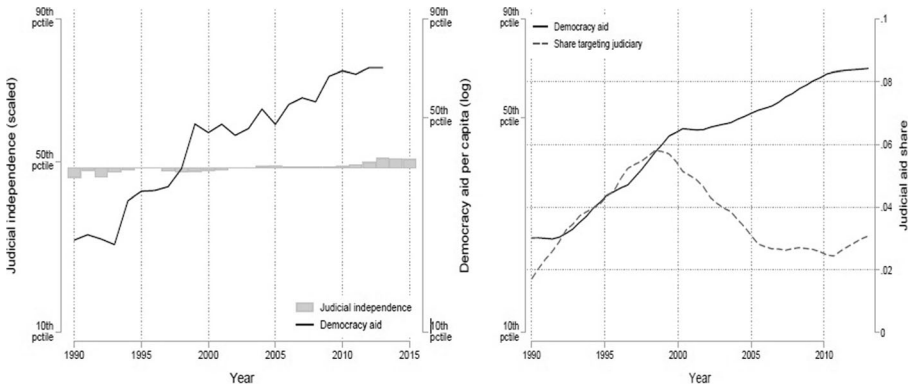 90th
pctile
50th
pctile
10th
pctile
Judicial independence (scaled)
Judicial independence
Democracy aid
1990
1995
2000
2005
2010
2015
Year
90th
pctile
50th
pctile
10th
pctile
Democracy aid per capita (log)
90th
pctile
50th
pctile
10th
pctile
Democracy aid
Share targeting judiciary
1990
1995
2000
2005
2010
Year
.1
.08
.06
.04
.02
0
Judicial aid share